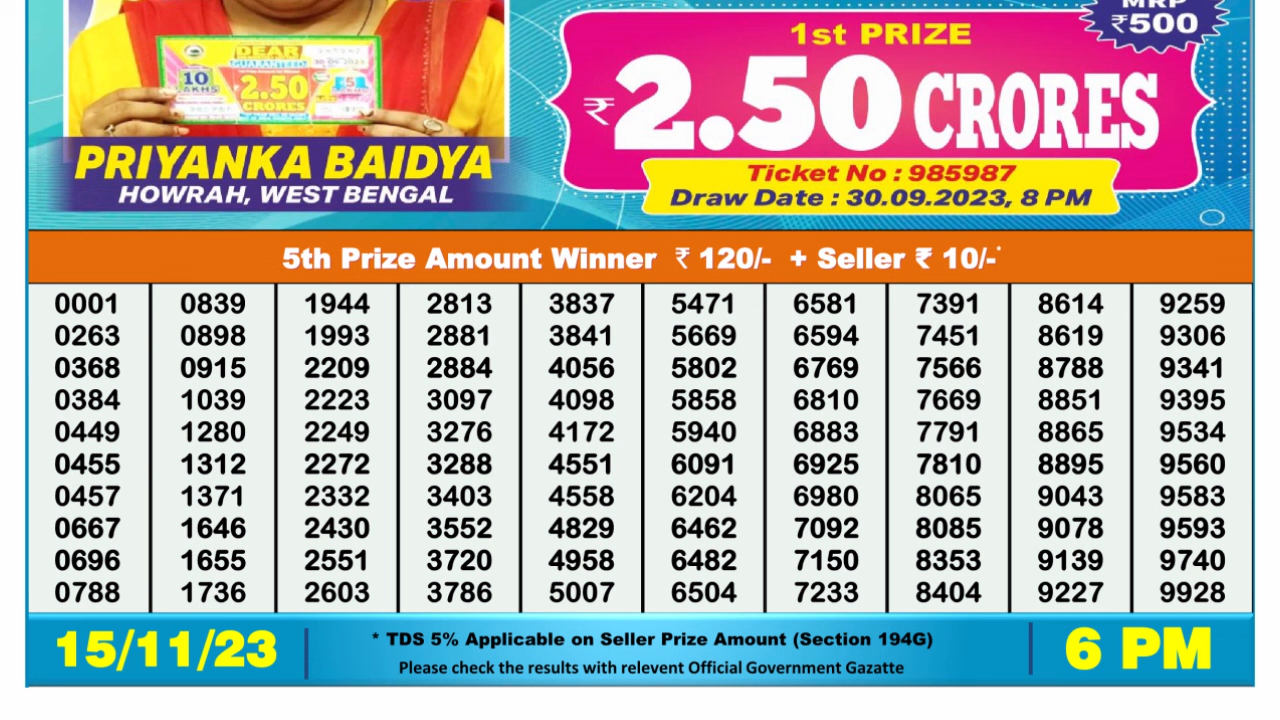 DEAR
GUARANTEED
10
LAKHS
2.50
CRORES
PRIYANKA BAIDYA
HOWRAH, WEST BENGAL
MRP
₹500
1st PRIZE
₹2.50 CRORES
Ticket No : 985987
Draw Date : 30.09.2023, 8 PM
5th Prize Amount Winner ₹ 120/- + Seller ₹ 10/-*
0001 0839 1944 2813 3837 5471 6581 7391 8614 9259
0263 0898 1993 2881 3841 5669 6594 7451 8619 9306
0368 0915 2209 2884 4056 5802 6769 7566 8788 9341
0384 1039 2223 3097 4098 5858 6810 7669 8851 9395
0449 1280 2249 3276 4172 5940 6883 7791 8865 9534
0455 1312 2272 3288 4551 6091 6925 7810 8895 9560
0457 1371 2332 3403 4558 6204 6980 8065 9043 9583
0667 1646 2430 3552 4829 6462 7092 8085 9078 9593
0696 1655 2551 3720 4958 6482 7150 8353 9139 9740
0788 1736 2603 3786 5007 6504 7233 8404 9227 9928
15/11/23
* TDS 5% Applicable on Seller Prize Amount (Section 194G)
Please check the results with relevent Official Government Gazatte
6 PM